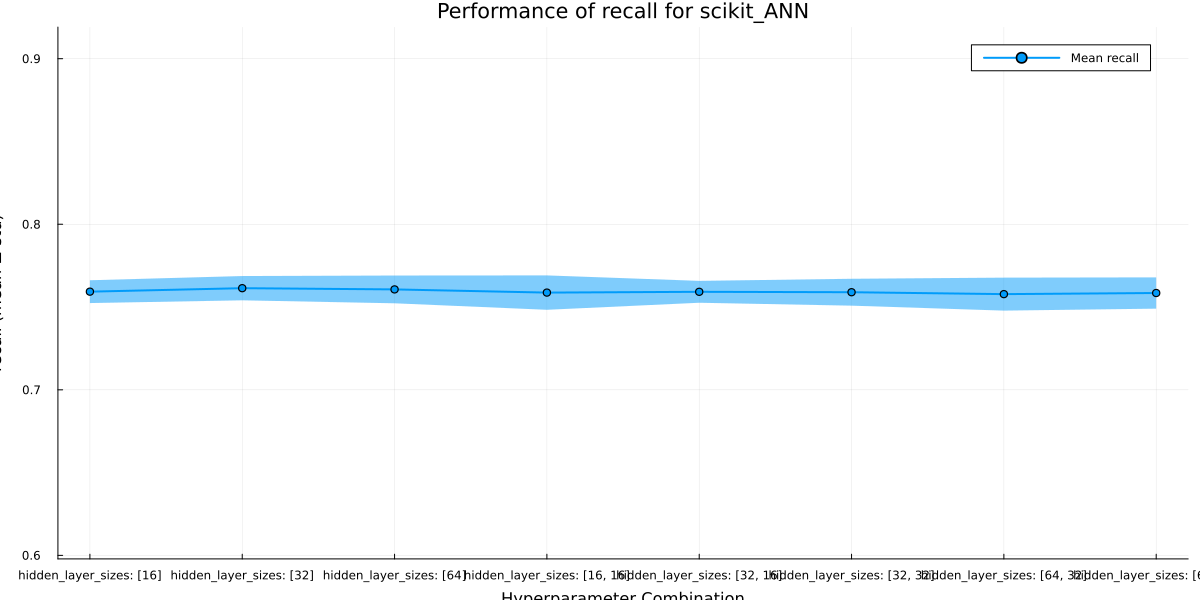 Performance of recall for scikit_ANN
Mean recall
0.9
0.8
0.7
0.6
hidden_layer_sizes: [16]
hidden_layer_sizes: [32]
hidden_layer_sizes: [64]
hidden_layer_sizes: [16, 16]
hidden_layer_sizes: [32, 16]
hidden_layer_sizes: [32, 32]
hidden_layer_sizes: [64, 32]
hidden_layer_sizes:
Hyperparameter Combination